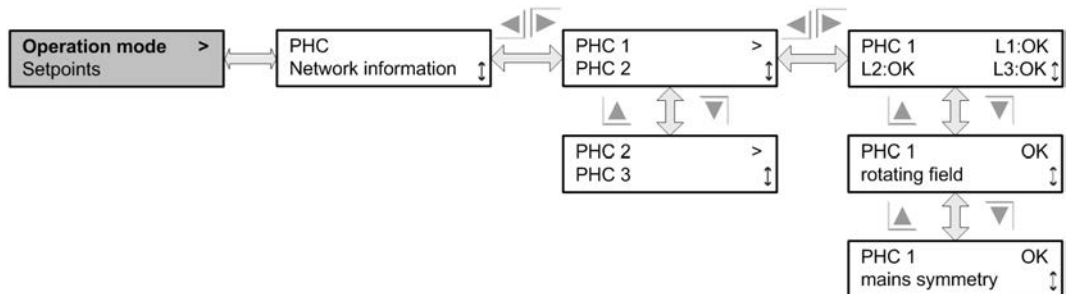 Operation mode >
Setpoints
PHC
Network information
PHC 1 >
PHC 2
PHC 1 L1:OK
L2:OK L3:OK
PHC 2 >
PHC 3
PHC 1 OK
rotating field
PHC 1 OK
mains symmetry